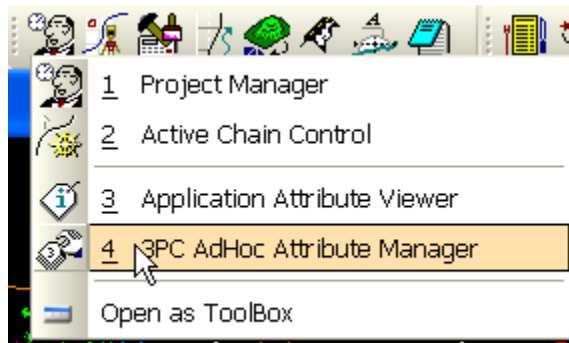 1 Project Manager
2 Active Chain Control
3 Application Attribute Viewer
4 3PC AdHoc Attribute Manager
Open as ToolBox